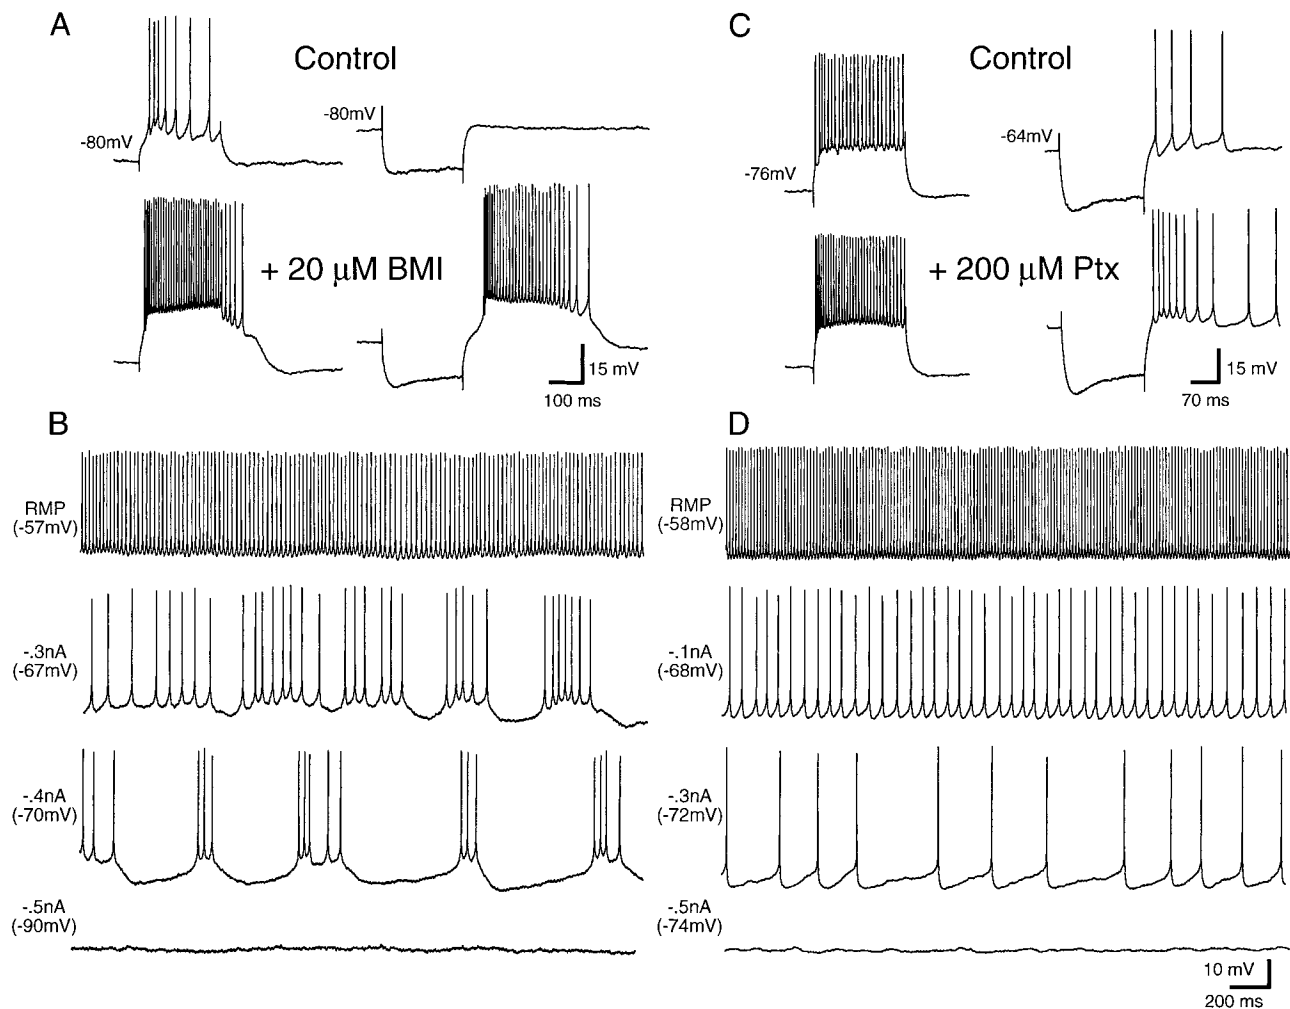 A
Control
-80mV
-80mV
+ 20 μM BMI
15 mV
100 ms
C
Control
-76mV
-64mV
+ 200 μM Ptx
15 mV
70 ms
B
RMP
(-57mV)
-.3nA
(-67mV)
-.4nA
(-70mV)
-.5nA
(-90mV)
D
RMP
(-58mV)
-.1nA
(-68mV)
-.3nA
(-72mV)
-.5nA
(-74mV)
10 mV
200 ms